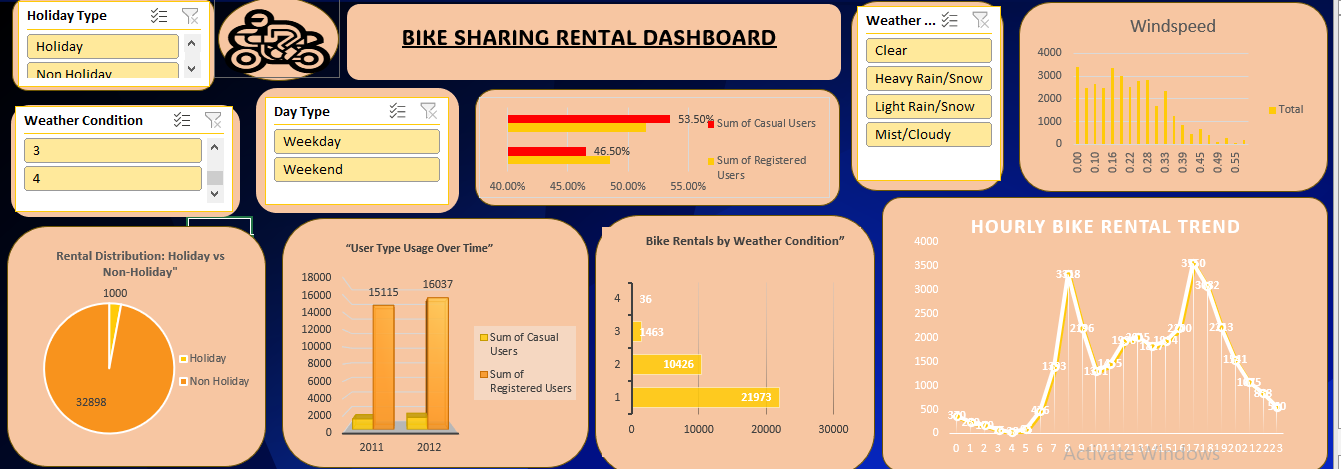 Holiday Type
Holiday
Non Holiday
BIKE SHARING RENTAL DASHBOARD
Weather ...
Clear
Heavy Rain/Snow
Light Rain/Snow
Mist/Cloudy
Windspeed
4000
3000
2000
1000
0
0.00 0.10 0.16 0.22 0.28 0.33 0.39 0.45 0.49 0.55
Total
Weather Condition
3
4
Day Type
Weekday
Weekend
53.50%
46.50%
40.00% 45.00% 50.00% 55.00%
Sum of Casual Users
Sum of Registered
Users
Rental Distribution: Holiday vs
Non-Holiday"
1000
32898
Holiday
Non Holiday
“User Type Usage Over Time”
18000
16000
14000
12000
10000
8000
6000
4000
2000
0
15115
16037
2011 2012
Sum of Casual
Users
Sum of
Registered Users
Bike Rentals by Weather Condition”
4 36
3 1463
2 10426
1 21973
0 10000 20000 30000
HOURLY BIKE RENTAL TREND
4000
3500
3000
2500
2000
1500
1000
500
0
3318
2213
0 1 2 3 4 5 6 7 8 9 10 11 12 13 14 15 16 17 18 19 20 21 22 23
Activate Windows